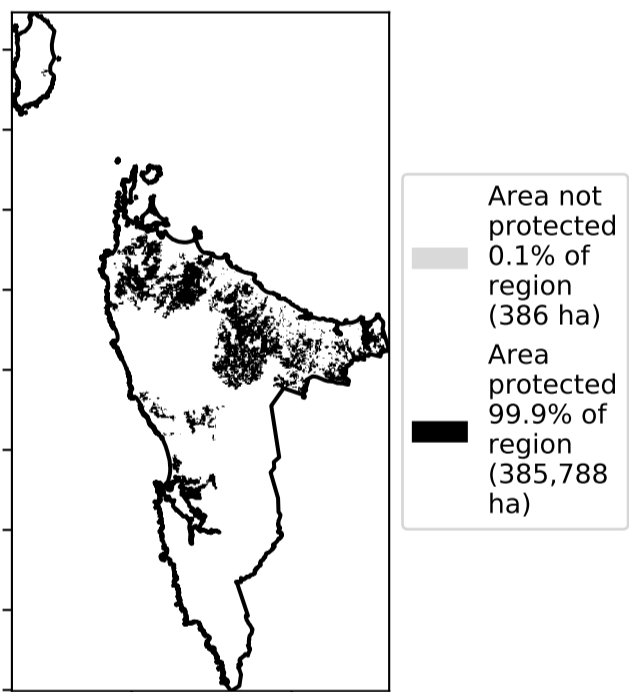 Area not
protected
0.1% of
region
(386 ha)
Area
protected
99.9% of
region
(385,788
ha)